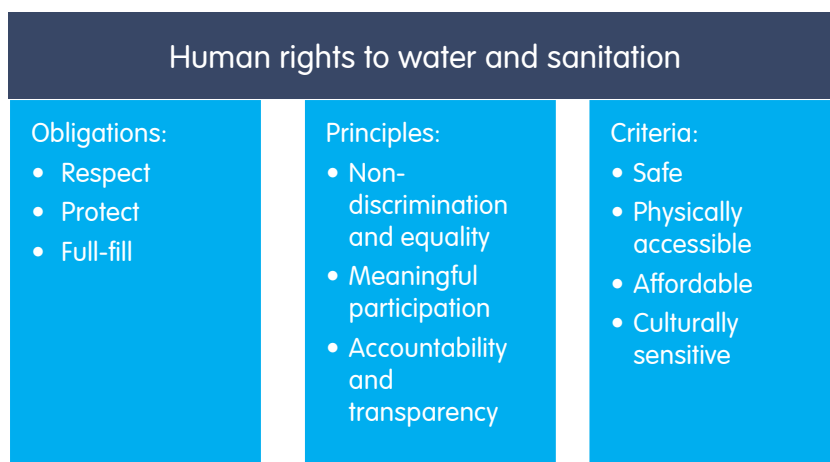 Human rights to water and sanitation
Obligations:
• Respect
• Protect
• Full-fill
Principles:
• Non-
discrimination
and equality
• Meaningful
participation
• Accountability
and
transparency
Criteria:
• Safe
• Physically
accessible
• Affordable
• Culturally
sensitive